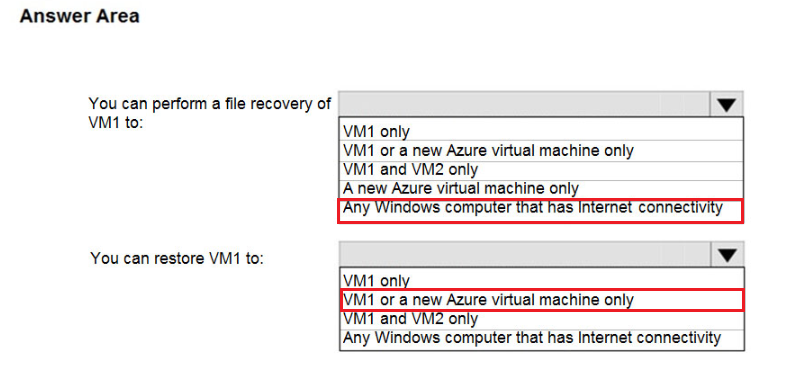 Answer Area
You can perform a file recovery of
VM1 to:
VM1 only
VM1 or a new Azure virtual machine only
VM1 and VM2 only
A new Azure virtual machine only
Any Windows computer that has Internet connectivity
You can restore VM1 to:
VM1 only
VM1 or a new Azure virtual machine only
VM1 and VM2 only
Any Windows computer that has Internet connectivity